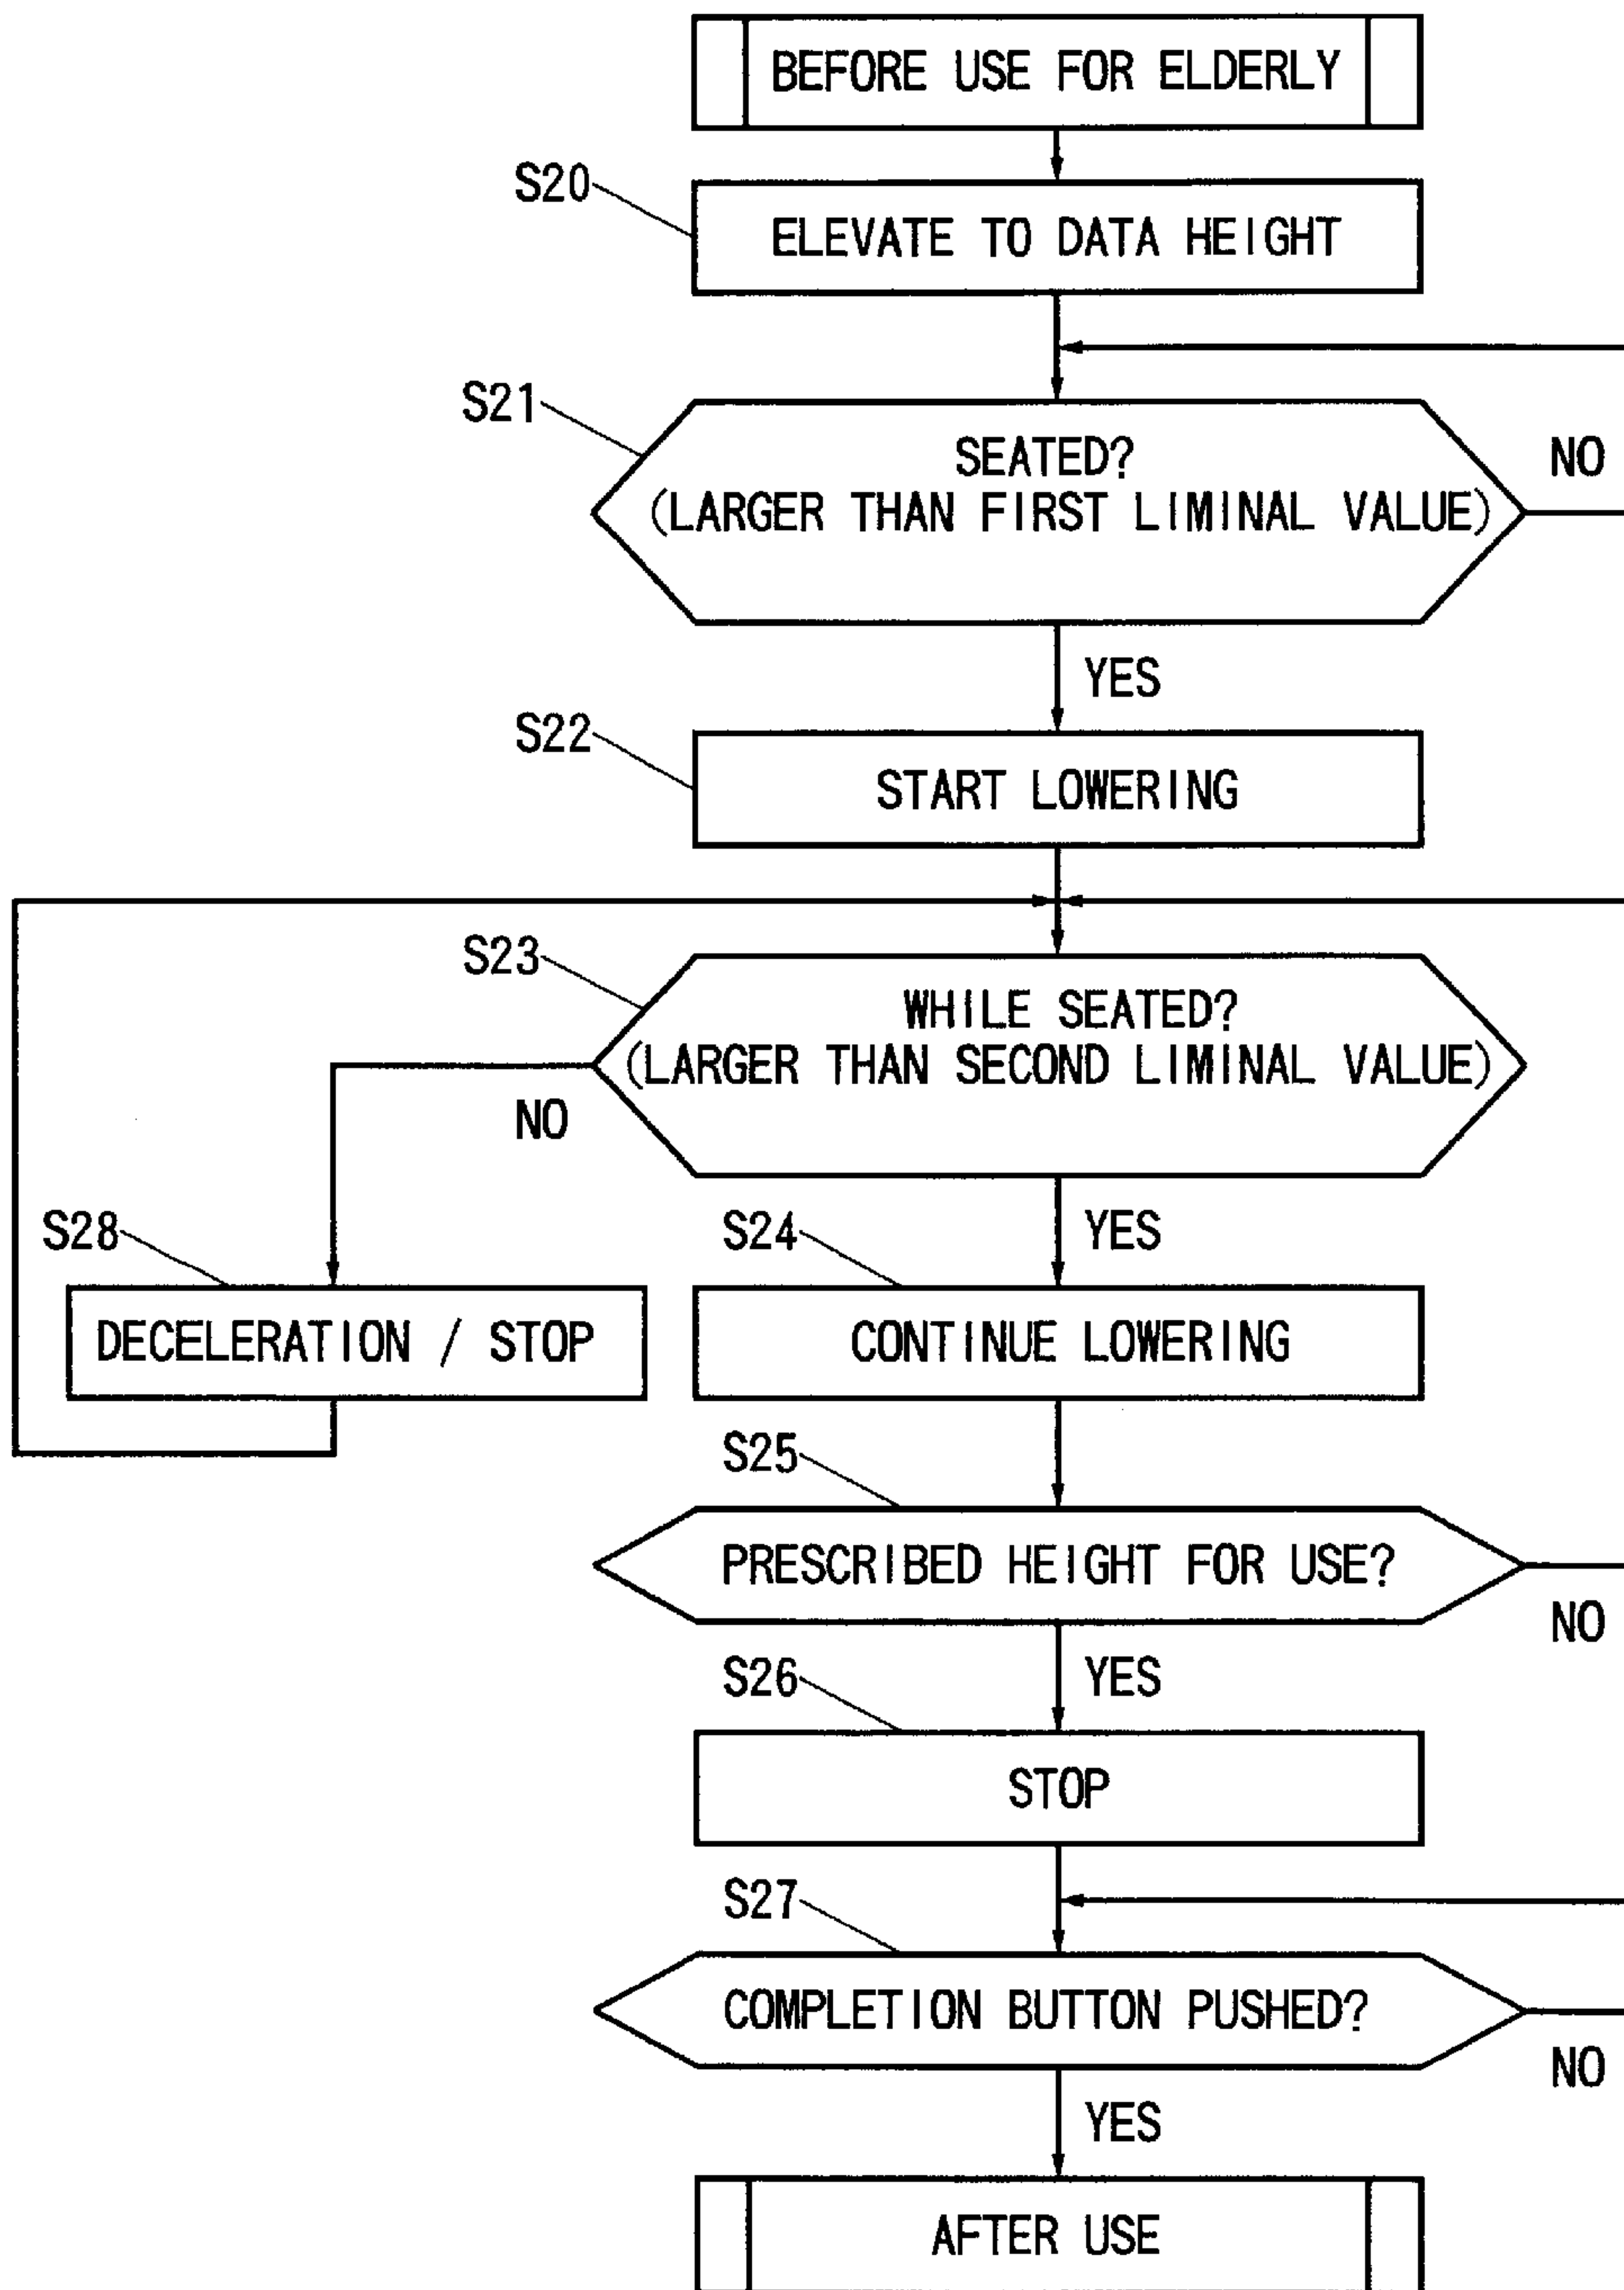 BEFORE USE FOR ELDERLY
S20
ELEVATE TO DATA HEIGHT
S21
SEATED?
NO
(LARGER THAN FIRST LIMINAL VALUE)
YES
S22
START LOWERING
S23
WHILE SEATED?
(LARGER THAN SECOND LIMINAL VALUE)
NO
S28
S24
YES
DECELERATION / STOP
CONTINUE LOWERING
S25
PRESCRIBED HEIGHT FOR USE?
NO
S26
YES
STOP
S27
COMPLETION BUTTON PUSHED?
NO
YES
AFTER USE